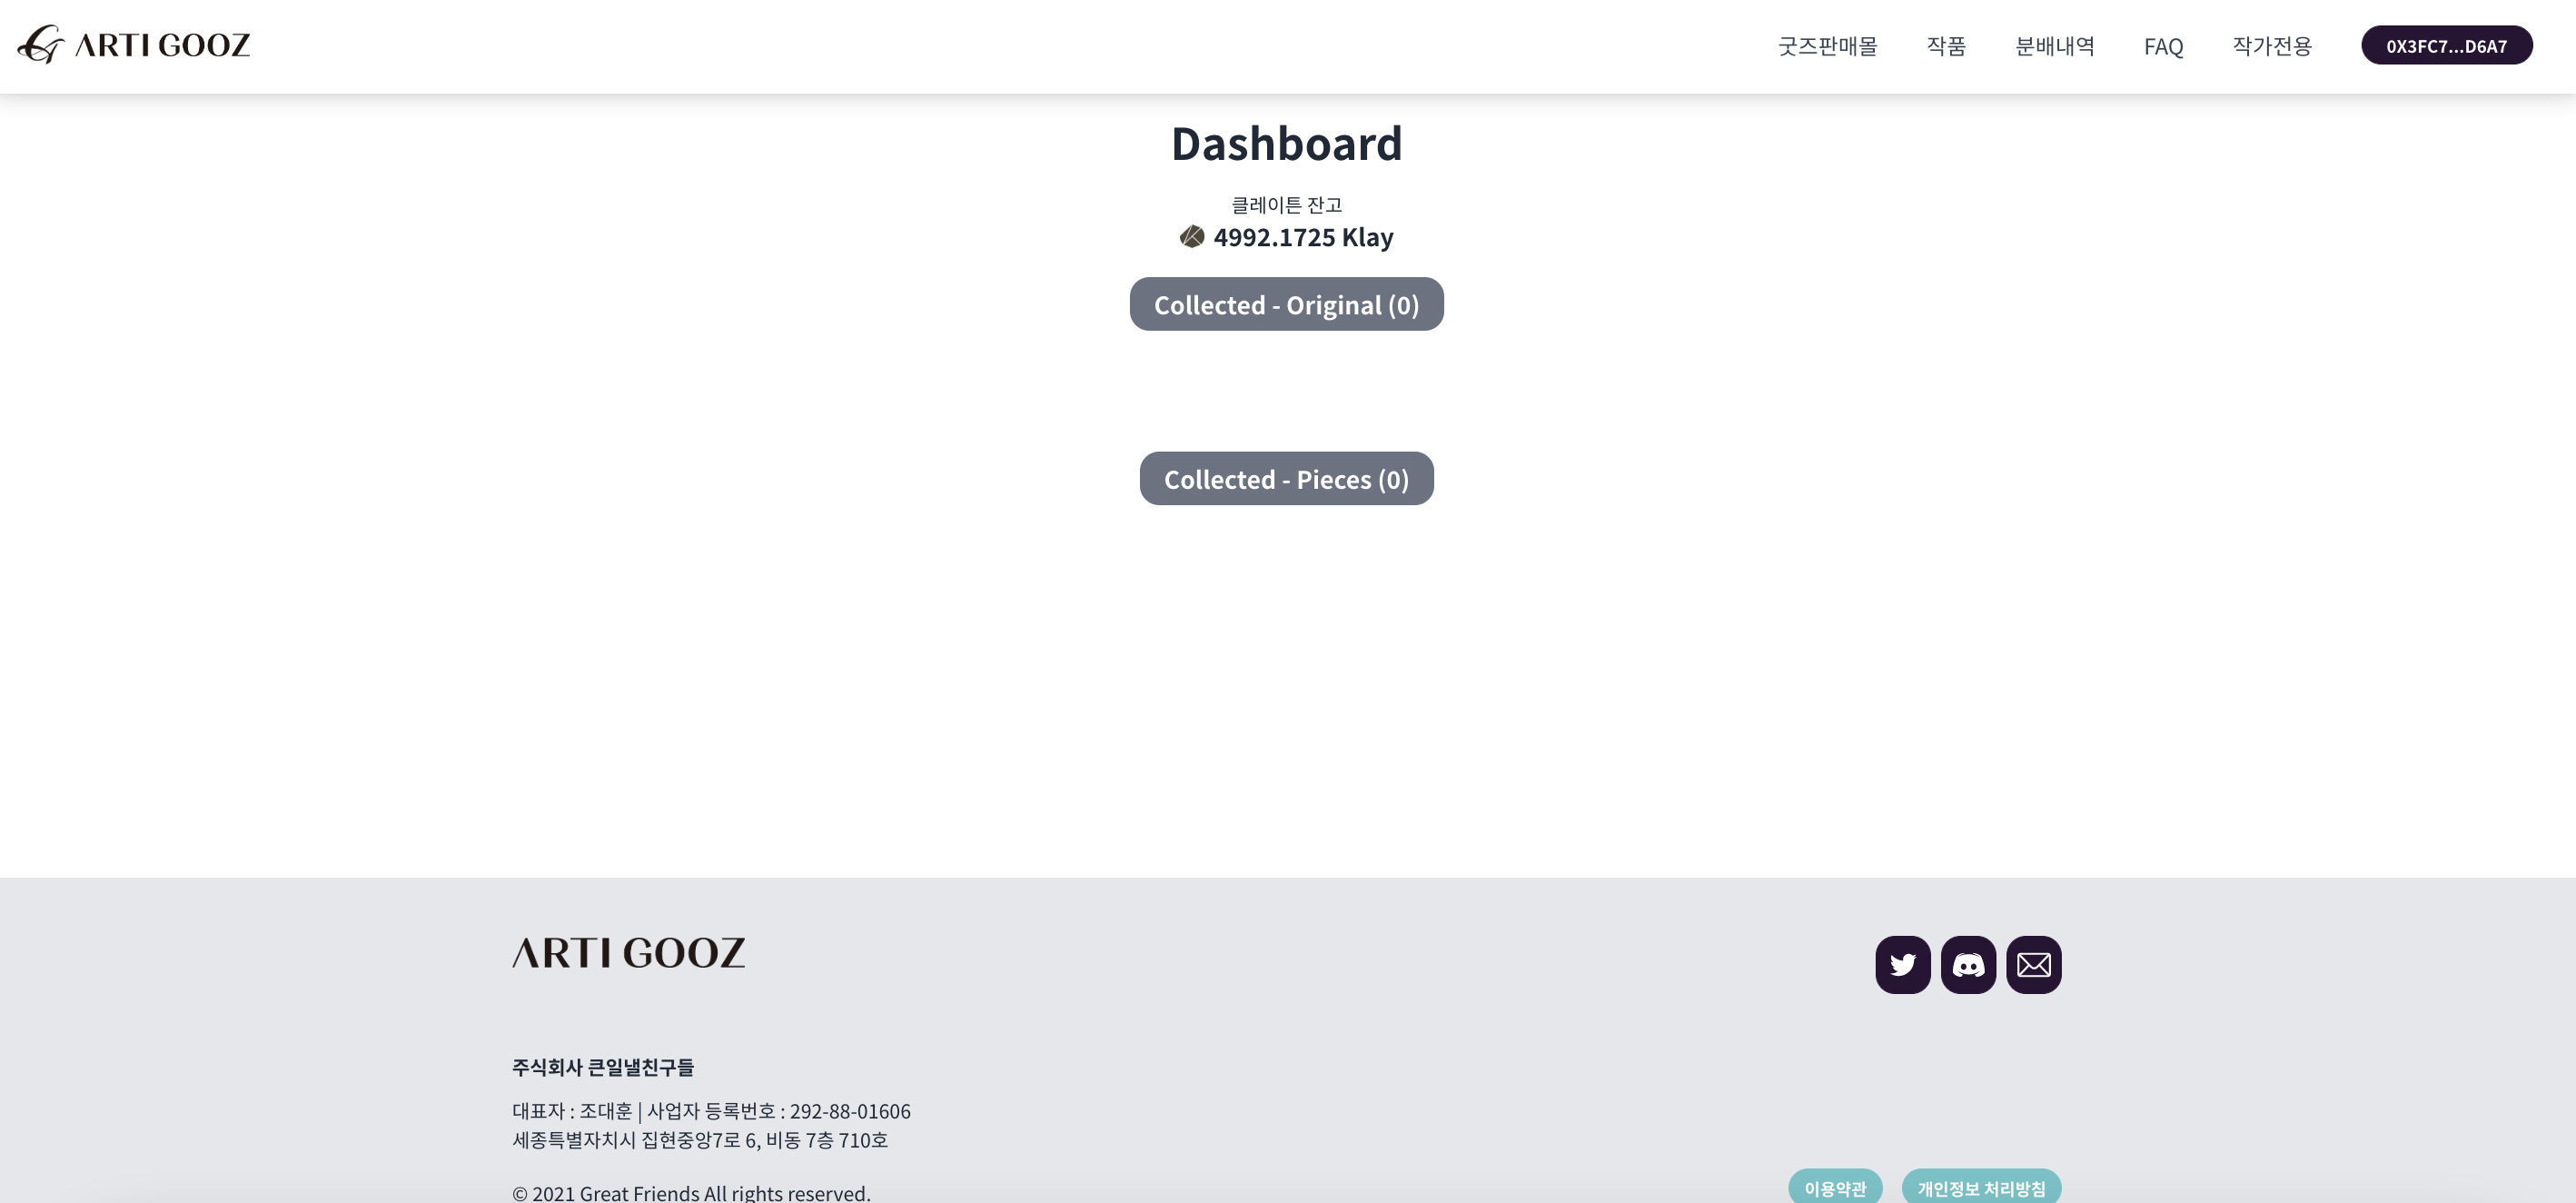 ARTI GOOZ
굿즈판매몰 작품 분배내역 FAQ 작가전용 0X3FC7...D6A7
Dashboard
클레이튼 잔고
4992.1725 Klay
Collected - Original (0)
Collected - Pieces (0)
ARTI GOOZ
주식회사 큰일낼친구들
대표자 : 조대훈 | 사업자 등록번호 : 292-88-01606
세종특별자치시 집현중앙7로 6, 비동 7층 710호
© 2021 Great Friends All rights reserved.
이용약관 개인정보 처리방침